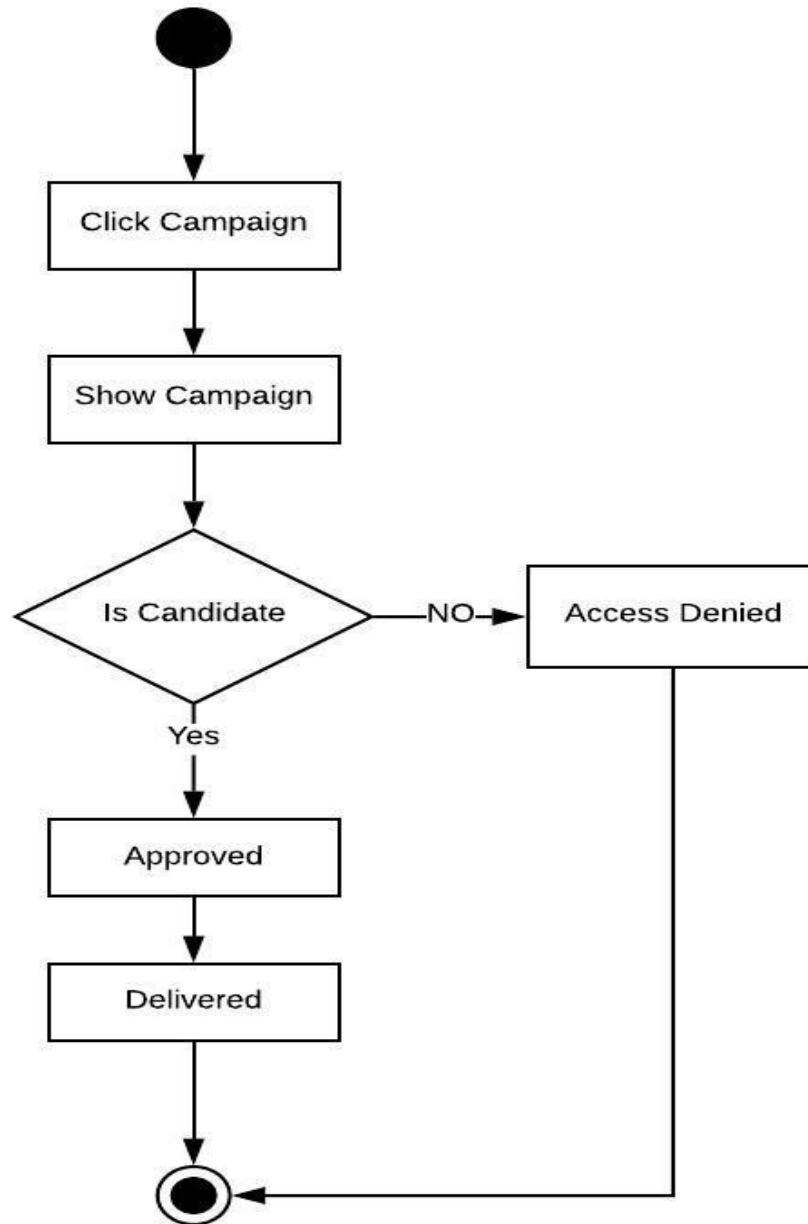 Click Campaign
Show Campaign
Is Candidate
NO
Access Denied
Yes
Approved
Delivered